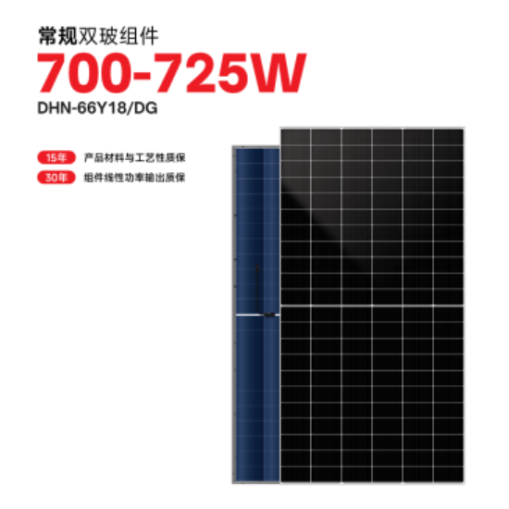 常规双玻组件
700-725W
DHN-66Y18/DG
15年 产品材料与工艺性质保
30年 组件线性功率输出质保